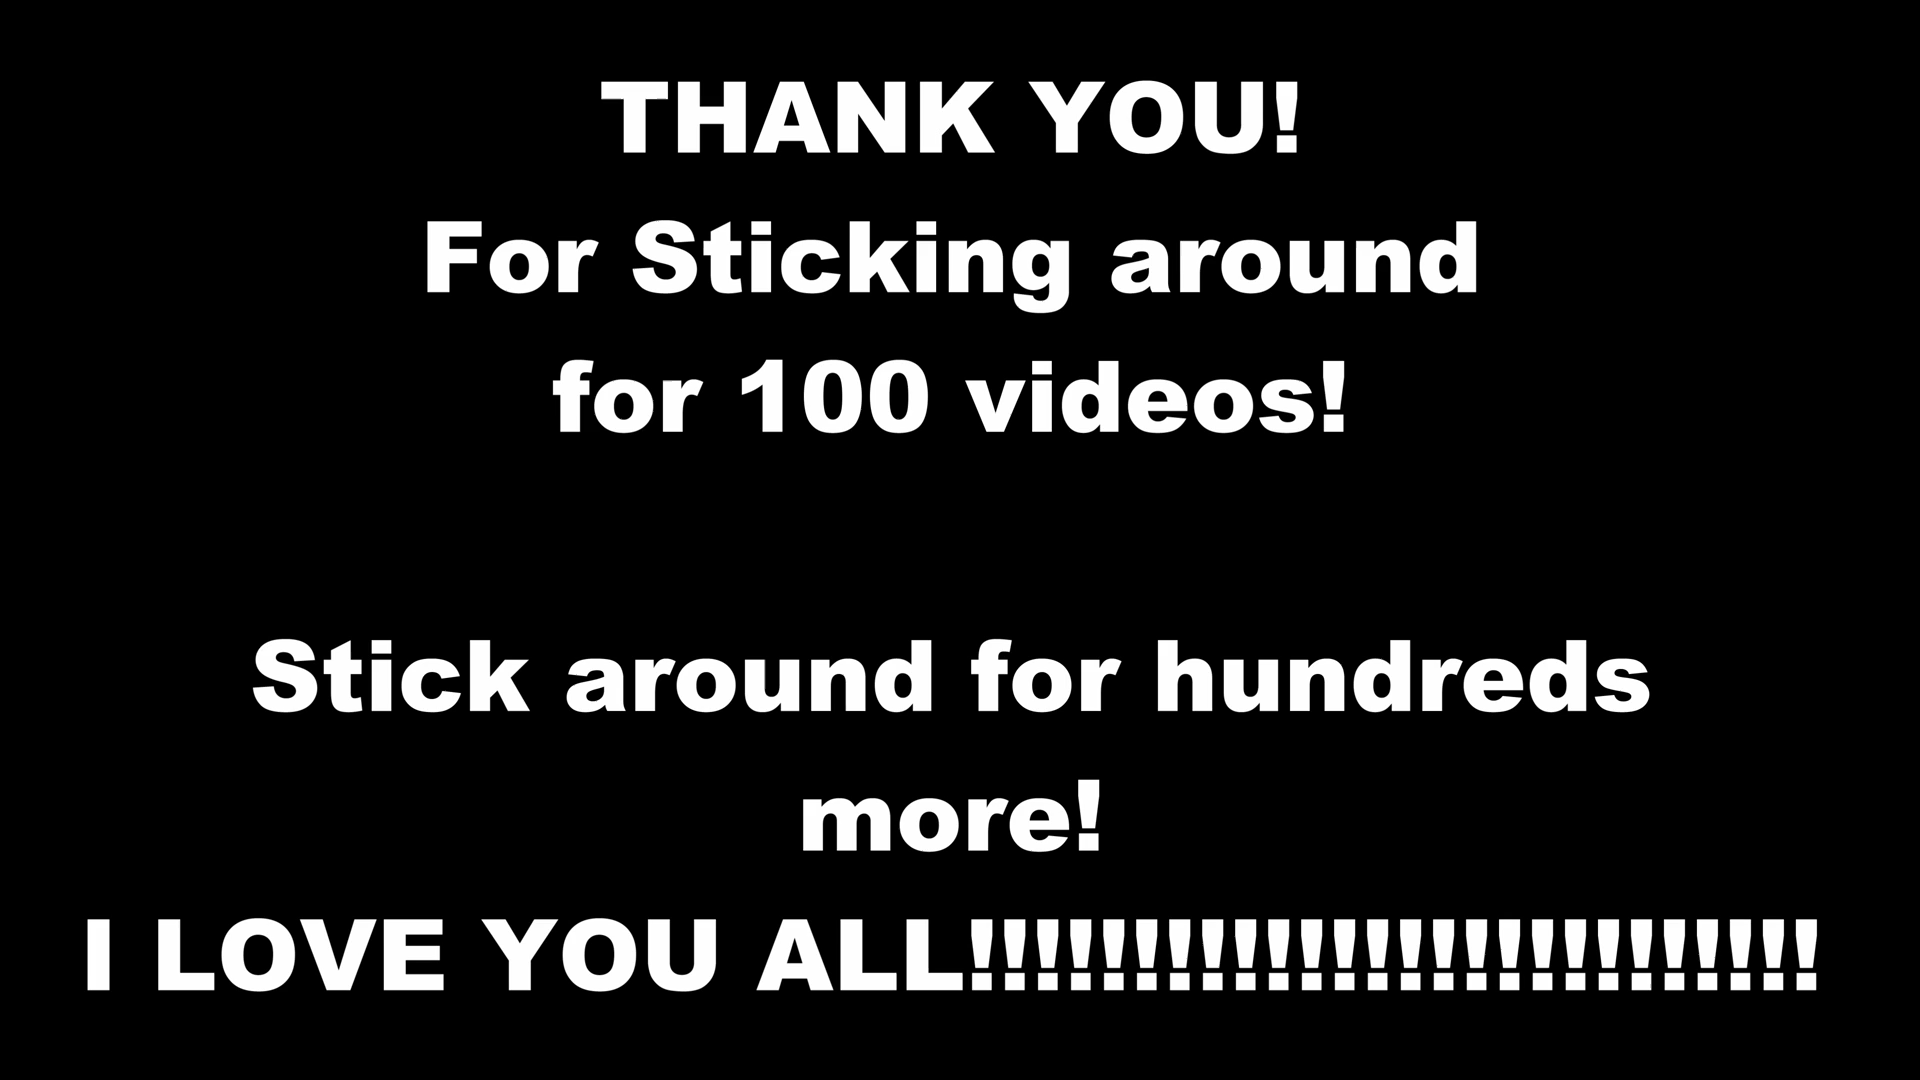 THANK YOU!
For Sticking around
for 100 videos!
Stick around for hundreds
more!
I LOVE YOU ALL!!!!!!!!!!!!!!!!!!!!!!!!!!